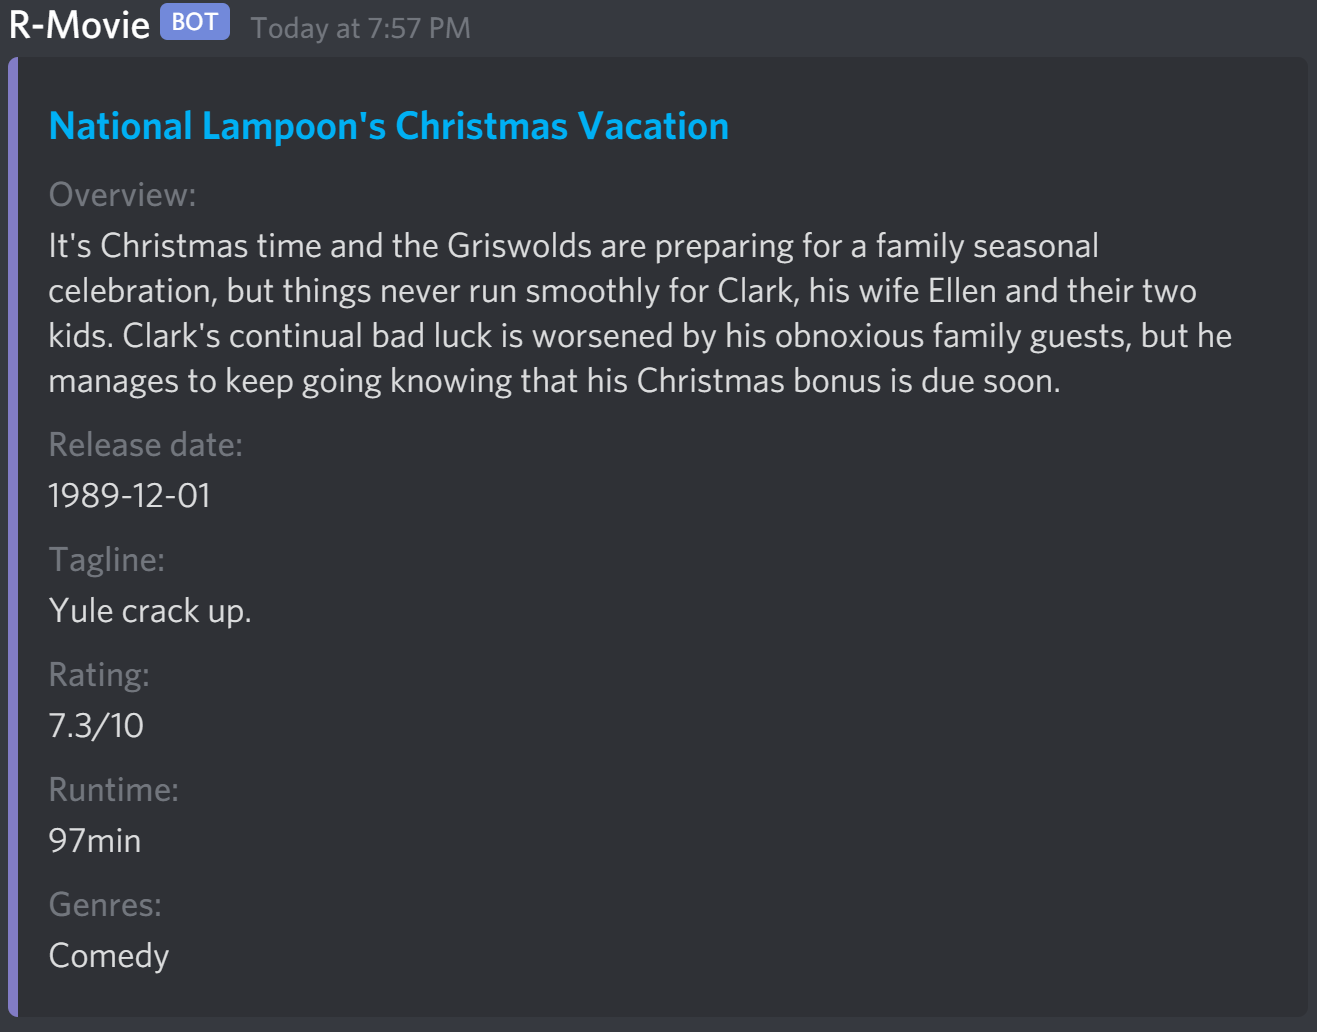 R-Movie BOT Today at 7:57 PM
National Lampoon's Christmas Vacation
Overview:
It's Christmas time and the Griswolds are preparing for a family seasonal
celebration, but things never run smoothly for Clark, his wife Ellen and their two
kids. Clark's continual bad luck is worsened by his obnoxious family guests, but he
manages to keep going knowing that his Christmas bonus is due soon.
Release date:
1989-12-01
Tagline:
Yule crack up.
Rating:
7.3/10
Runtime:
97min
Genres:
Comedy